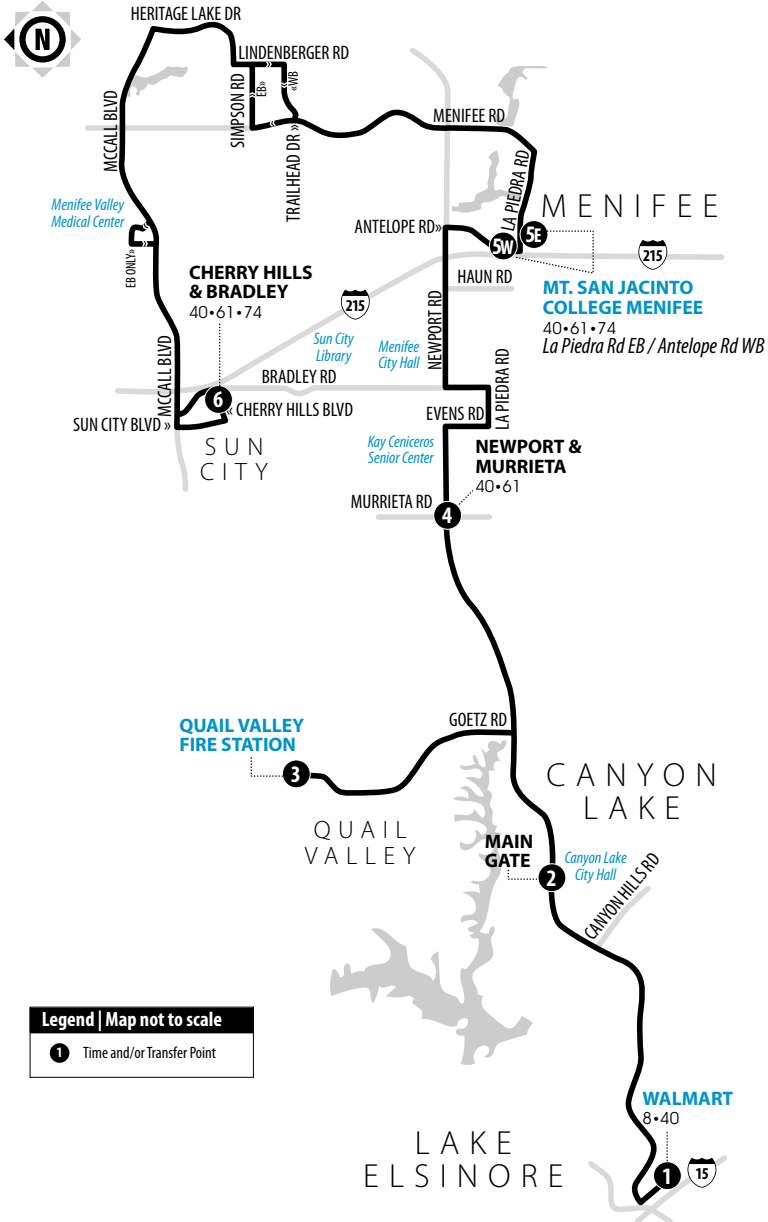 HERITAGE LAKE DR
N
LINDENBERGER RD
SIMPSON RD
EB»
«WB
MCCALL BLVD
TRAILHEAD DR »
MENIFEE RD
LA PIEDRA RD
MENIFEE
Menifee Valley
Medical Center
EB ONLY»
ANTELOPE RD»
5W
5E
215
HAUN RD
CHERRY HILLS
& BRADLEY
40•61•74
MT. SAN JACINTO
COLLEGE MENIFEE
40•61•74
La Piedra Rd EB / Antelope Rd WB
215
NEWPORT RD
Sun City
Library
Menifee
City Hall
MCCALL BLVD
BRADLEY RD
LA PIEDRA RD
6
« CHERRY HILLS BLVD
EVENS RD
SUN CITY BLVD »
SUN
CITY
Kay Ceniceros
Senior Center
NEWPORT &
MURRIETA
40•61
MURRIETA RD
4
GOETZ RD
QUAIL VALLEY
FIRE STATION
3
QUAIL
VALLEY
CANYON
LAKE
MAIN
GATE
2
Canyon Lake
City Hall
CANYON HILLS RD
Legend | Map not to scale
1 Time and/or Transfer Point
WALMART
8•40
LAKE
ELSINORE
1
15